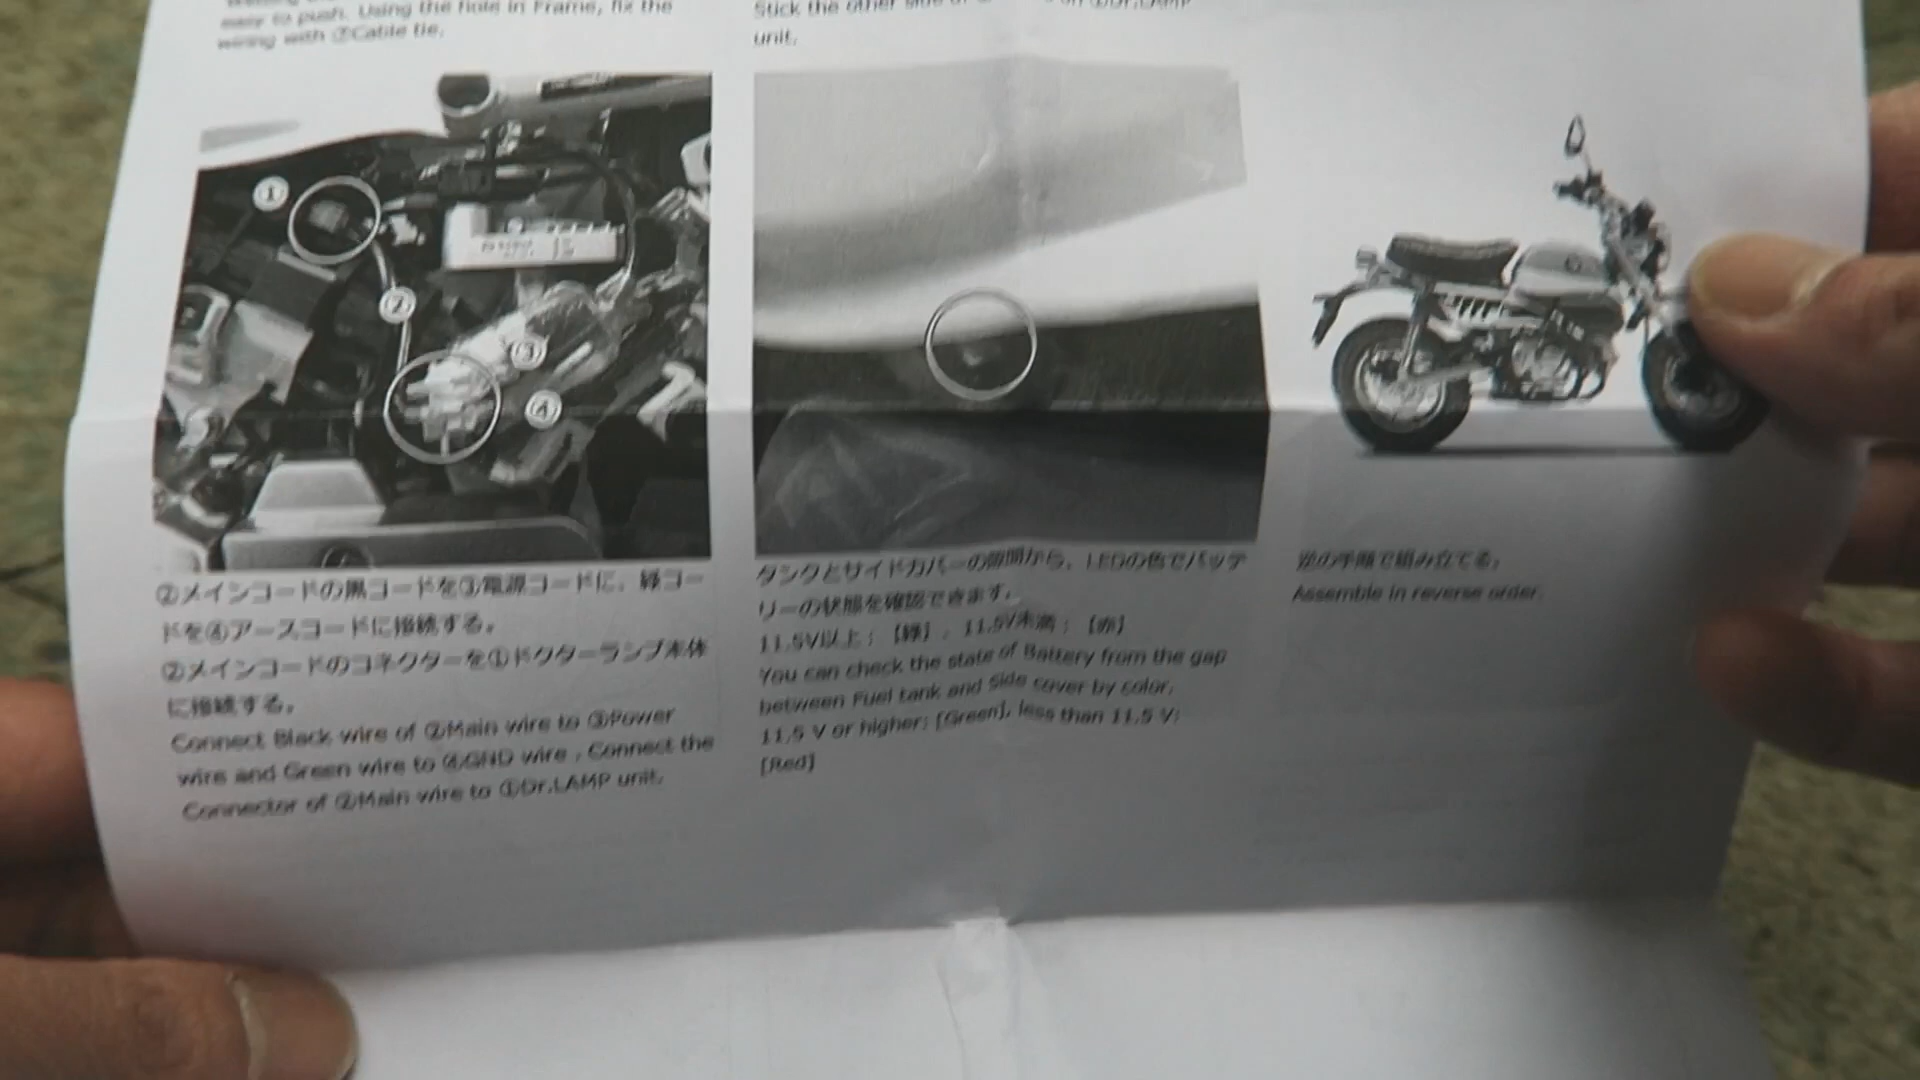 easy to push. Using the hole in Frame, fix the
wiring with ⑦Cable tie.
Stick the other side of on ①Dr.LAMP
unit.
①
②
③
④
②メインコードの黒コードを③電源コードに、緑コー
ドを④アースコードに接続する。
②メインコードのコネクターを①ドクターランプ本体
に接続する。
Connect Black wire of ②Main wire to ③Power
wire and Green wire to ④GND wire , Connect the
Connector of ②Main wire to ①Dr.LAMP unit.
タンクとサイドカバーの隙間から、LEDの色でバッテ
リーの状態を確認できます。
11.5V以上；【緑】、11.5V未満；【赤】
You can check the state of Battery from the gap
between Fuel tank and Side cover by color.
11.5 V or higher; [Green], less than 11.5 V;
[Red]
逆の手順で組み立てる。
Assemble in reverse order.